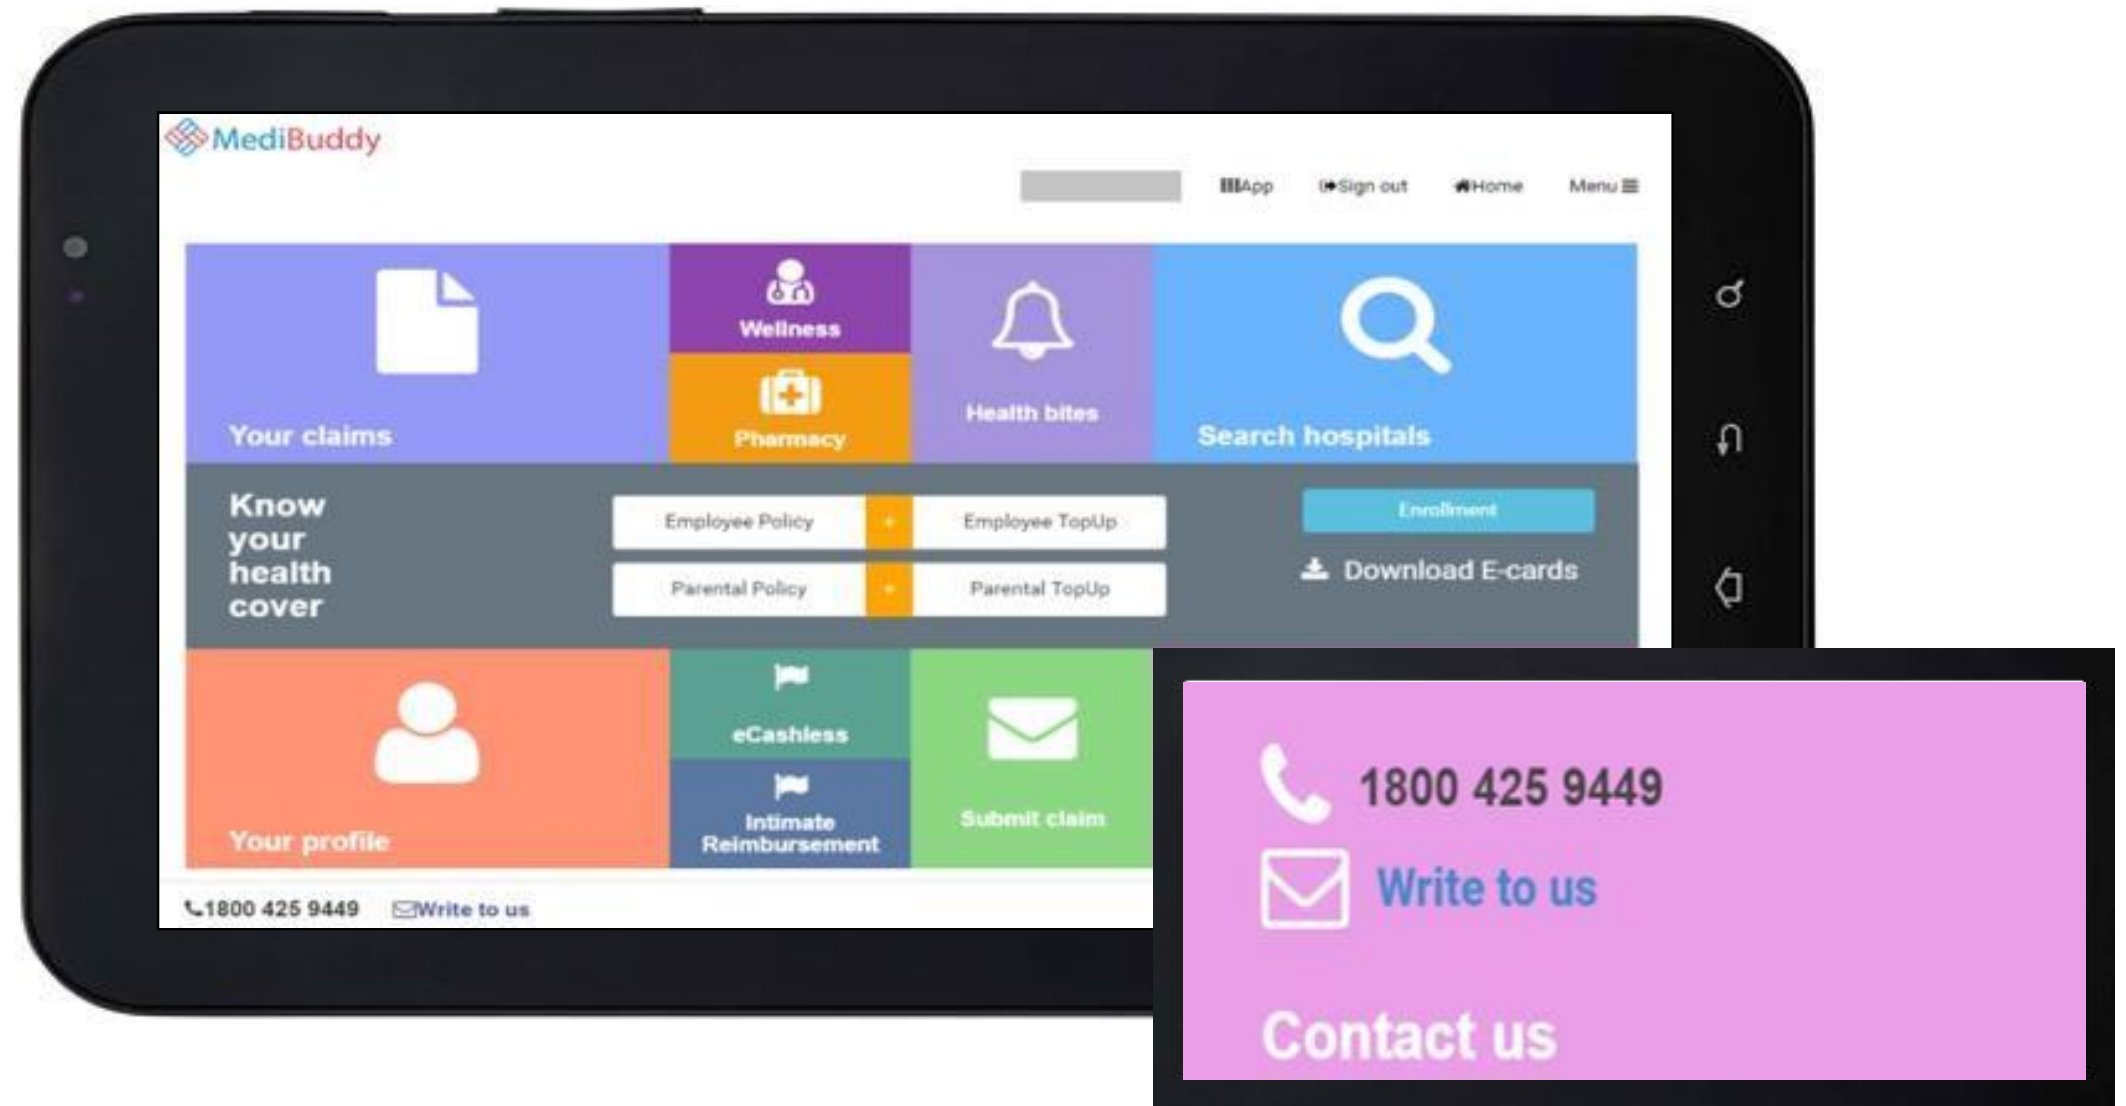 MediBuddy
App Sign out Home Menu
Your claims
Wellness
Pharmacy
Health bites
Search hospitals
Know
your
health
cover
Employee Policy + Employee TopUp
Parental Policy + Parental TopUp
Enrollment
Download E-cards
Your profile
eCashless
Intimate
Reimbursement
Submit claim
1800 425 9449 Write to us
1800 425 9449
Write to us
Contact us